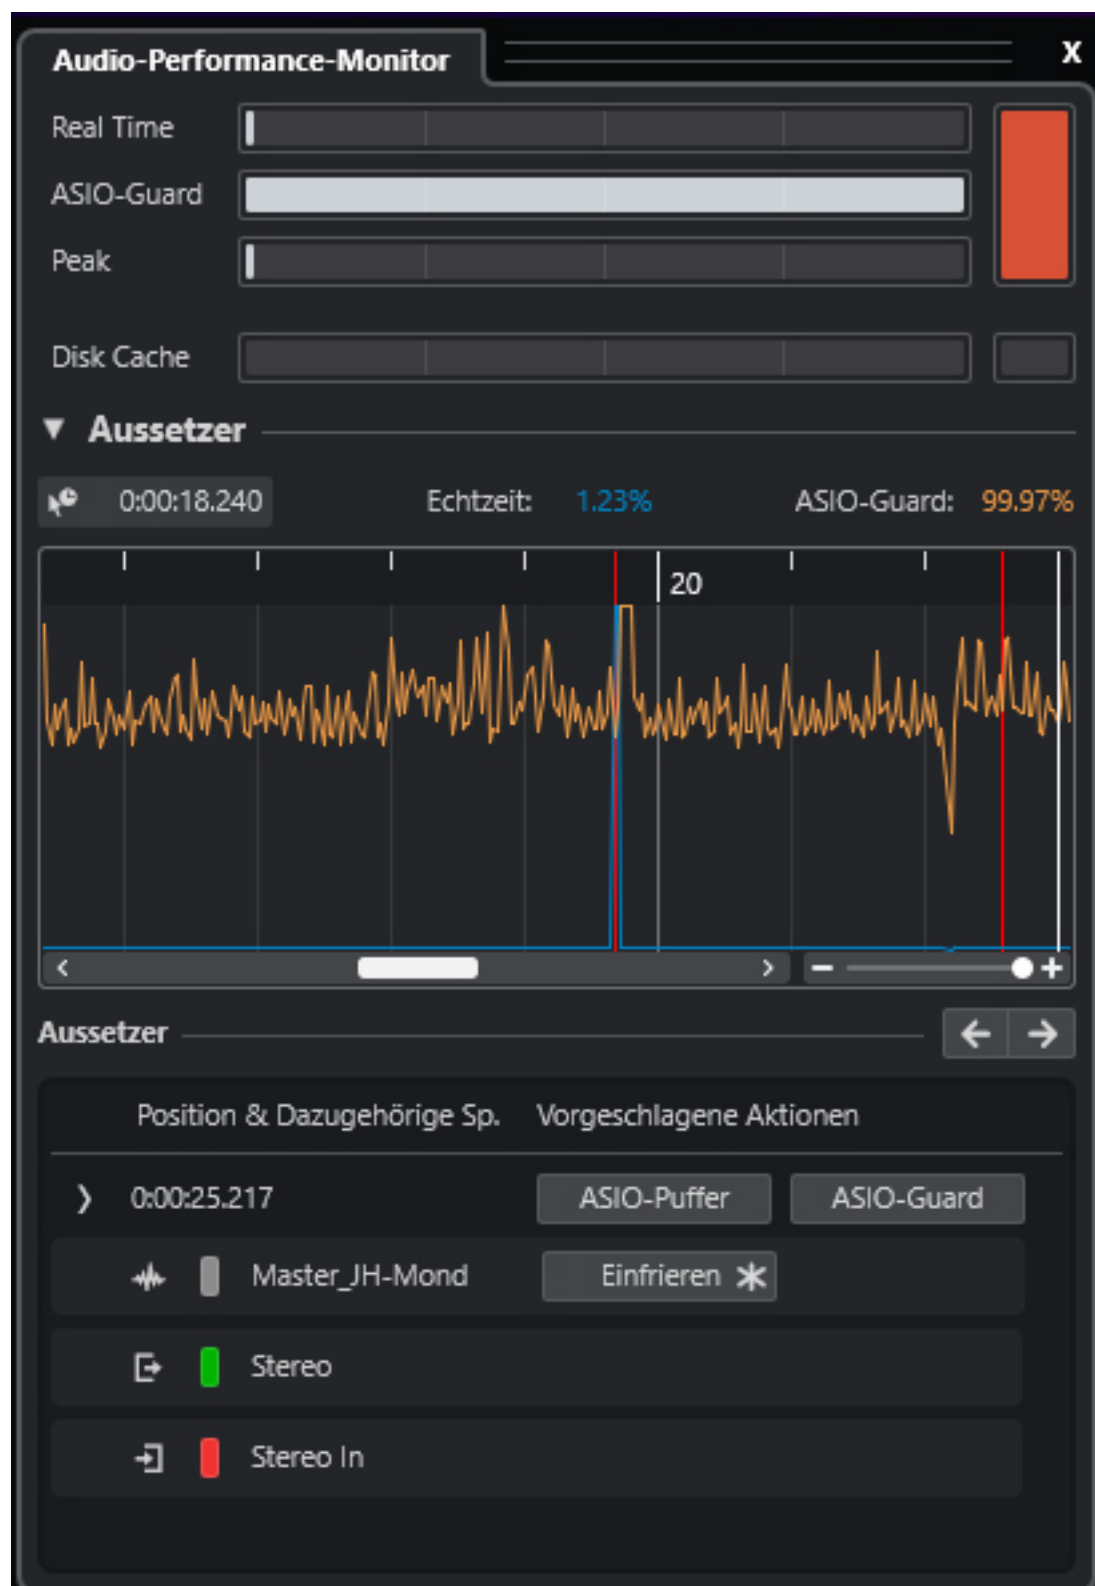 Audio-Performance-Monitor X
Real Time
ASIO-Guard
Peak
Disk Cache
Aussetzer
0:00:18.240 Echtzeit: 1.23% ASIO-Guard: 99.97%
20
Aussetzer
Position & Dazugehörige Sp. Vorgeschlagene Aktionen
0:00:25.217 ASIO-Puffer ASIO-Guard
Master_JH-Mond Einfrieren
Stereo
Stereo In